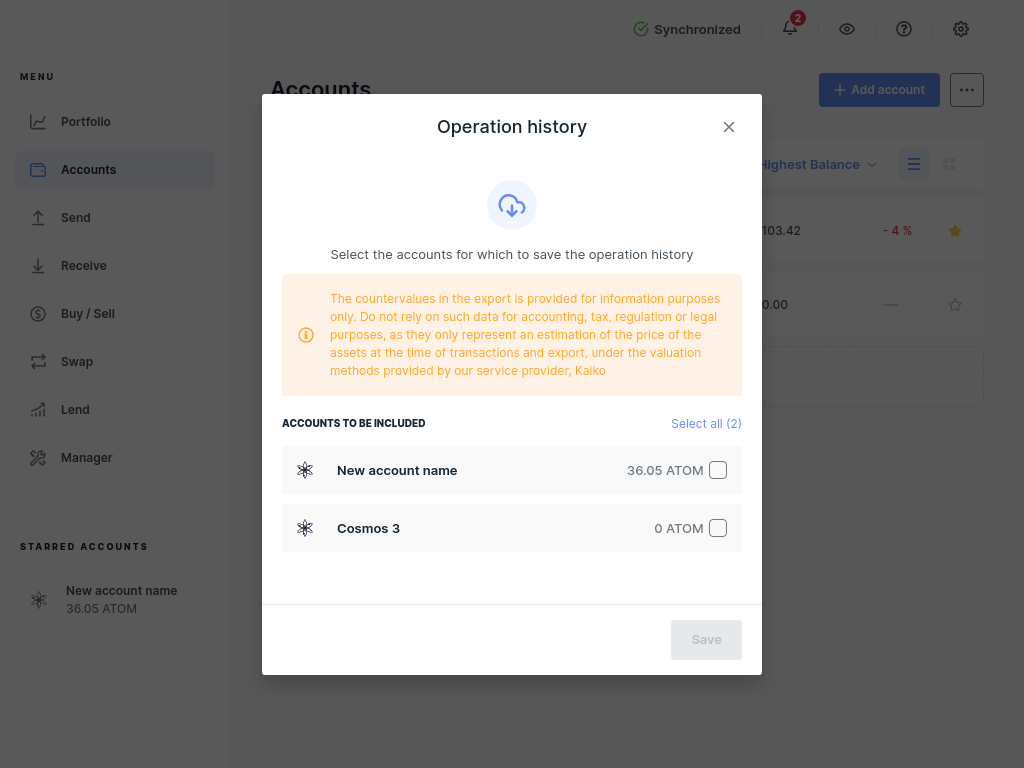 Synchronized
2
MENU
Accounts
+ Add account
Portfolio
Accounts
Send
Receive
Buy / Sell
Swap
Lend
Manager
STARRED ACCOUNTS
New account name
36.05 ATOM
Highest Balance
103.42
- 4 %
0.00
—
Operation history
Select the accounts for which to save the operation history
The countervalues in the export is provided for information purposes
only. Do not rely on such data for accounting, tax, regulation or legal
purposes, as they only represent an estimation of the price of the
assets at the time of transactions and export, under the valuation
methods provided by our service provider, Kaiko
ACCOUNTS TO BE INCLUDED
Select all (2)
New account name
36.05 ATOM
Cosmos 3
0 ATOM
Save